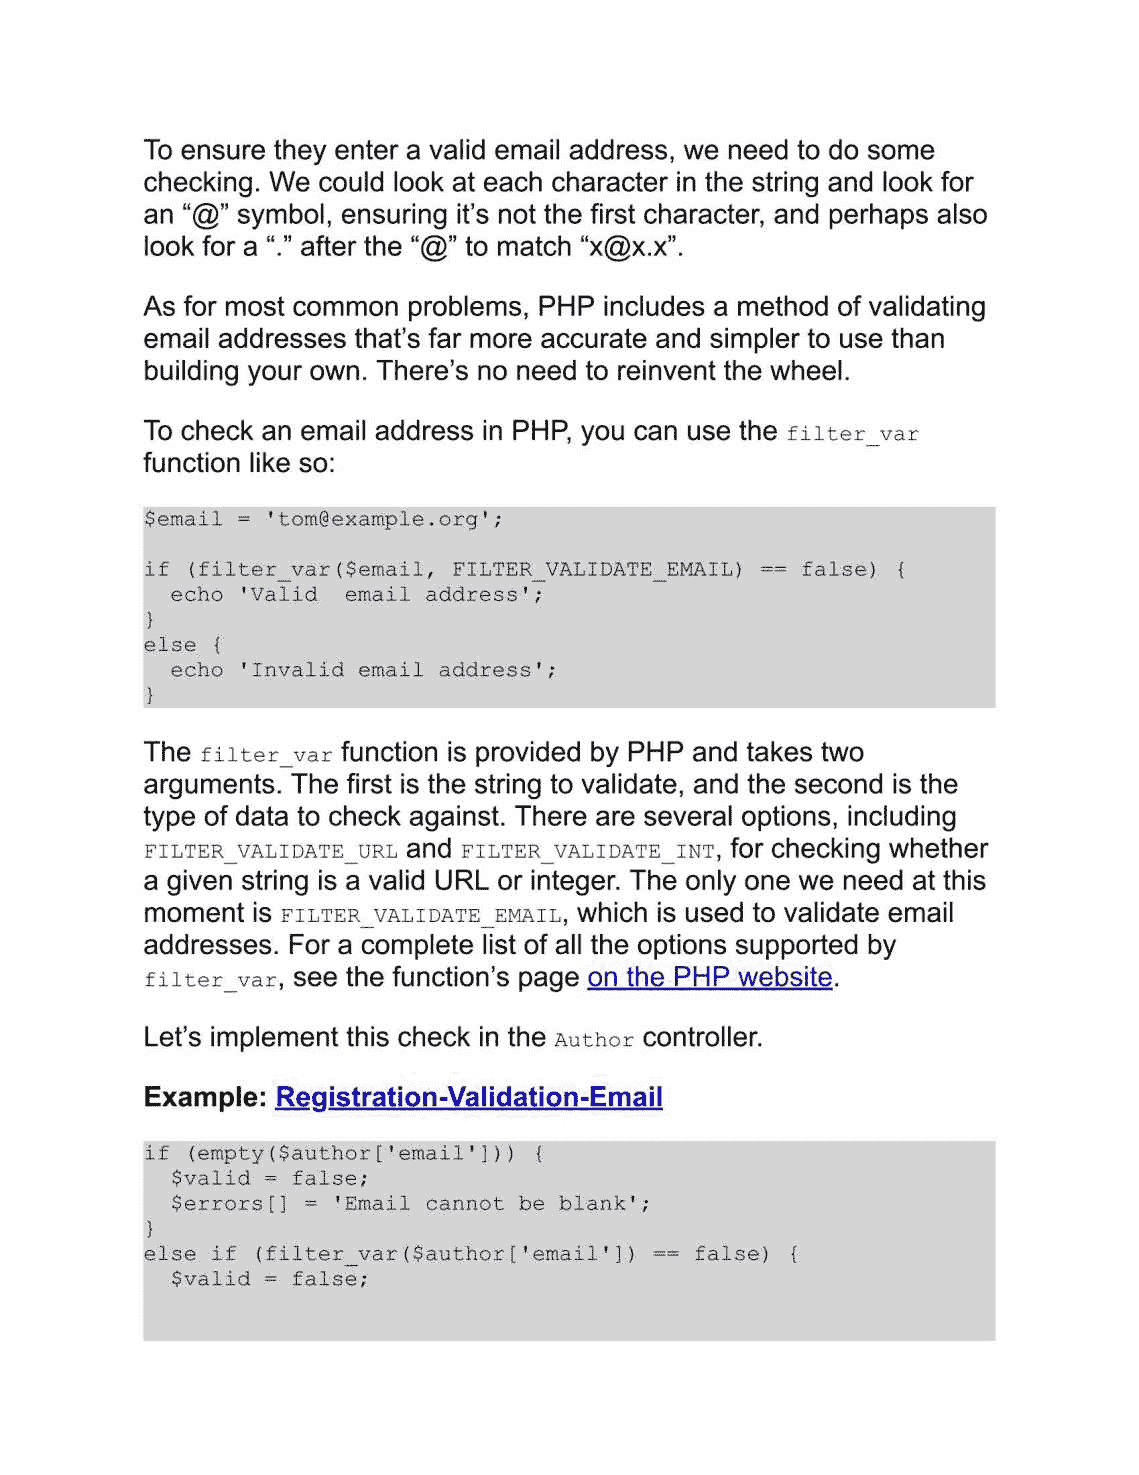 To ensure they enter a valid email address, we need to do some
checking. We could look at each character in the string and look for
an “@” symbol, ensuring it’s not the first character, and perhaps also
look for a “.” after the “@” to match “x@x.x”.
As for most common problems, PHP includes a method of validating
email addresses that’s far more accurate and simpler to use than
building your own. There’s no need to reinvent the wheel.
To check an email address in PHP, you can use the filter_var
function like so:
$email = 'tom@example.org';
if (filter_var($email, FILTER_VALIDATE_EMAIL) == false) {
  echo 'Valid  email address';
}
else {
  echo 'Invalid email address';
}
The filter_var function is provided by PHP and takes two
arguments. The first is the string to validate, and the second is the
type of data to check against. There are several options, including
FILTER_VALIDATE_URL and FILTER_VALIDATE_INT, for checking whether
a given string is a valid URL or integer. The only one we need at this
moment is FILTER_VALIDATE_EMAIL, which is used to validate email
addresses. For a complete list of all the options supported by
filter_var, see the function’s page on the PHP website.
Let’s implement this check in the Author controller.
Example: Registration-Validation-Email
if (empty($author['email'])) {
  $valid = false;
  $errors[] = 'Email cannot be blank';
}
else if (filter_var($author['email']) == false) {
  $valid = false;